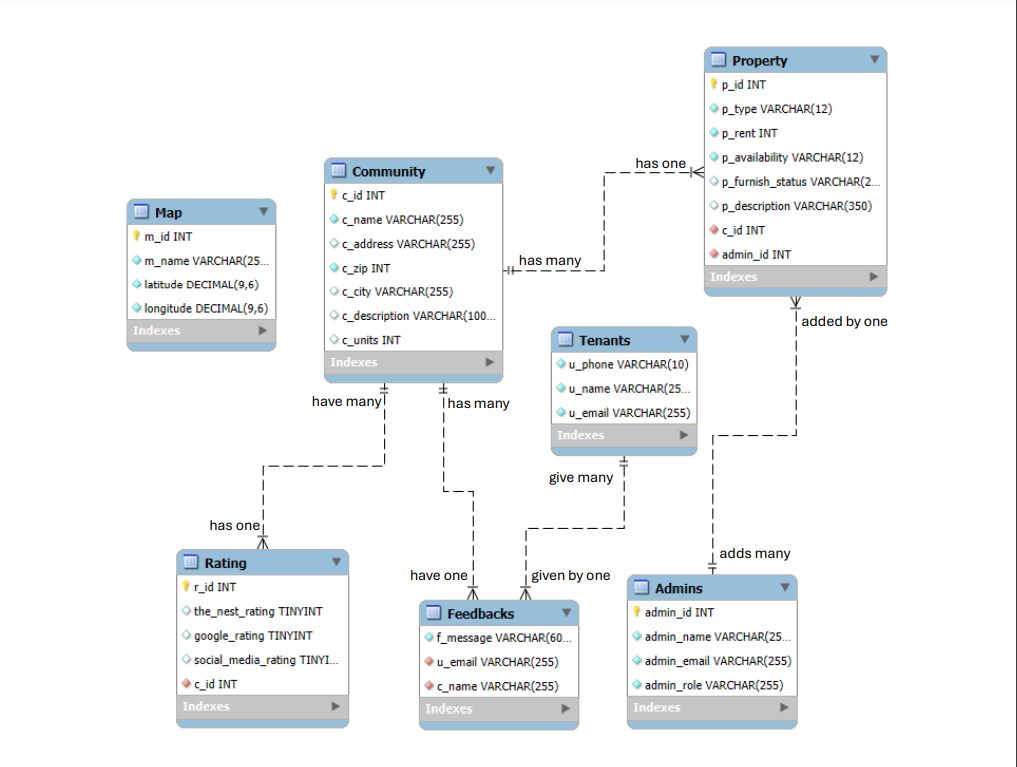 Property
p_id INT
p_type VARCHAR(12)
p_rent INT
p_availability VARCHAR(12)
p_furnish_status VARCHAR(2...
p_description VARCHAR(350)
c_id INT
admin_id INT
Indexes
has one
has many
Community
c_id INT
c_name VARCHAR(255)
c_address VARCHAR(255)
c_zip INT
c_city VARCHAR(255)
c_description VARCHAR(100...
c_units INT
Indexes
Map
m_id INT
m_name VARCHAR(25...
latitude DECIMAL(9,6)
longitude DECIMAL(9,6)
Indexes
added by one
Tenants
u_phone VARCHAR(10)
u_name VARCHAR(25...
u_email VARCHAR(255)
Indexes
have many
has many
give many
has one
have one
given by one
adds many
Rating
r_id INT
the_nest_rating TINYINT
google_rating TINYINT
social_media_rating TINYI...
c_id INT
Indexes
Feedbacks
f_message VARCHAR(60...
u_email VARCHAR(255)
c_name VARCHAR(255)
Indexes
Admins
admin_id INT
admin_name VARCHAR(25...
admin_email VARCHAR(255)
admin_role VARCHAR(255)
Indexes